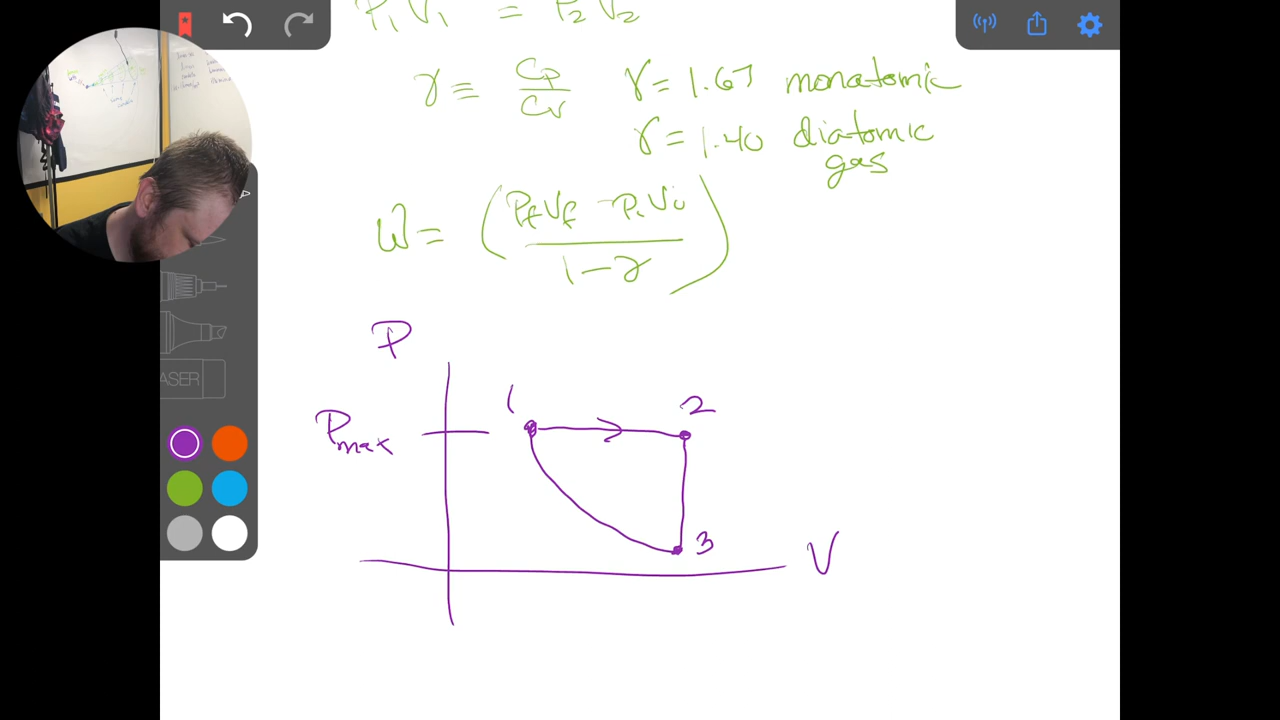 P₁V₁ = P₂V₂
γ ≡ Cp/Cv γ = 1.67 monatomic
γ = 1.40 diatomic
gas
W = (PfVf - PiVi / 1-γ)
P
1 2
Pmax
3
V
ASER